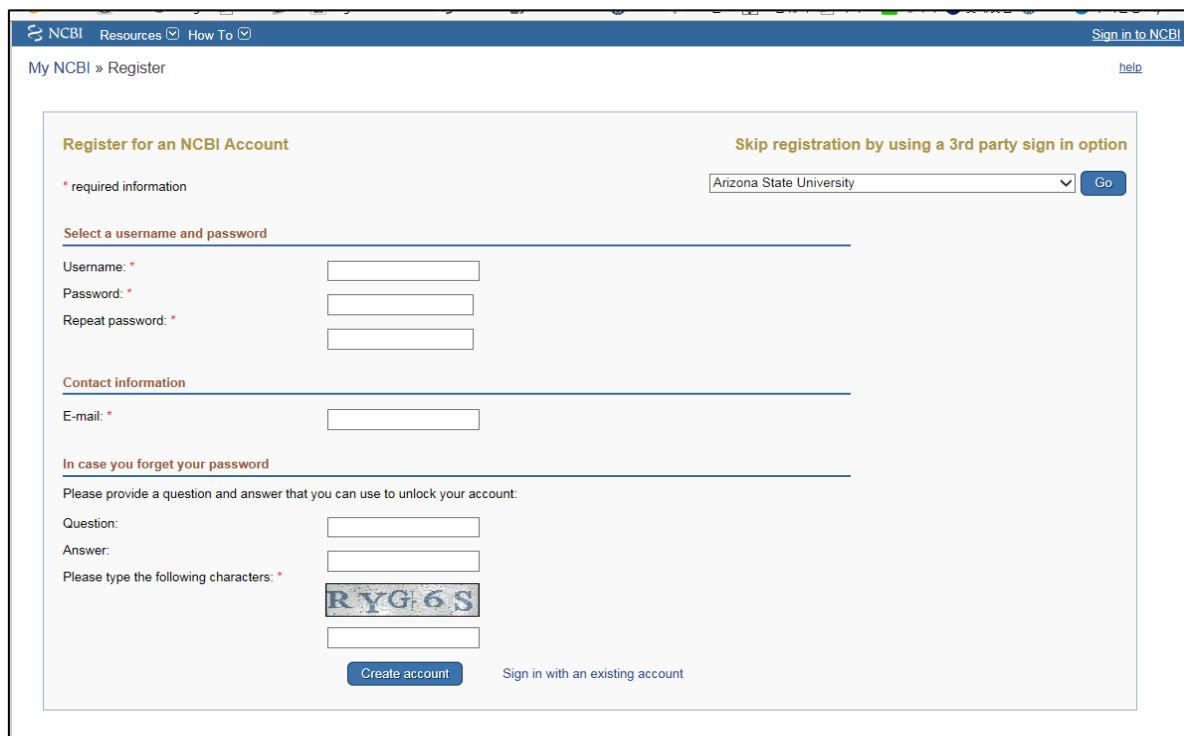 NCBI Resources How To Sign in to NCBI
My NCBI » Register help
Register for an NCBI Account Skip registration by using a 3rd party sign in option
* required information Arizona State University Go
Select a username and password
Username: *
Password: *
Repeat password: *
Contact information
E-mail: *
In case you forget your password
Please provide a question and answer that you can use to unlock your account:
Question:
Answer:
Please type the following characters: *
RYG6S
Create account Sign in with an existing account